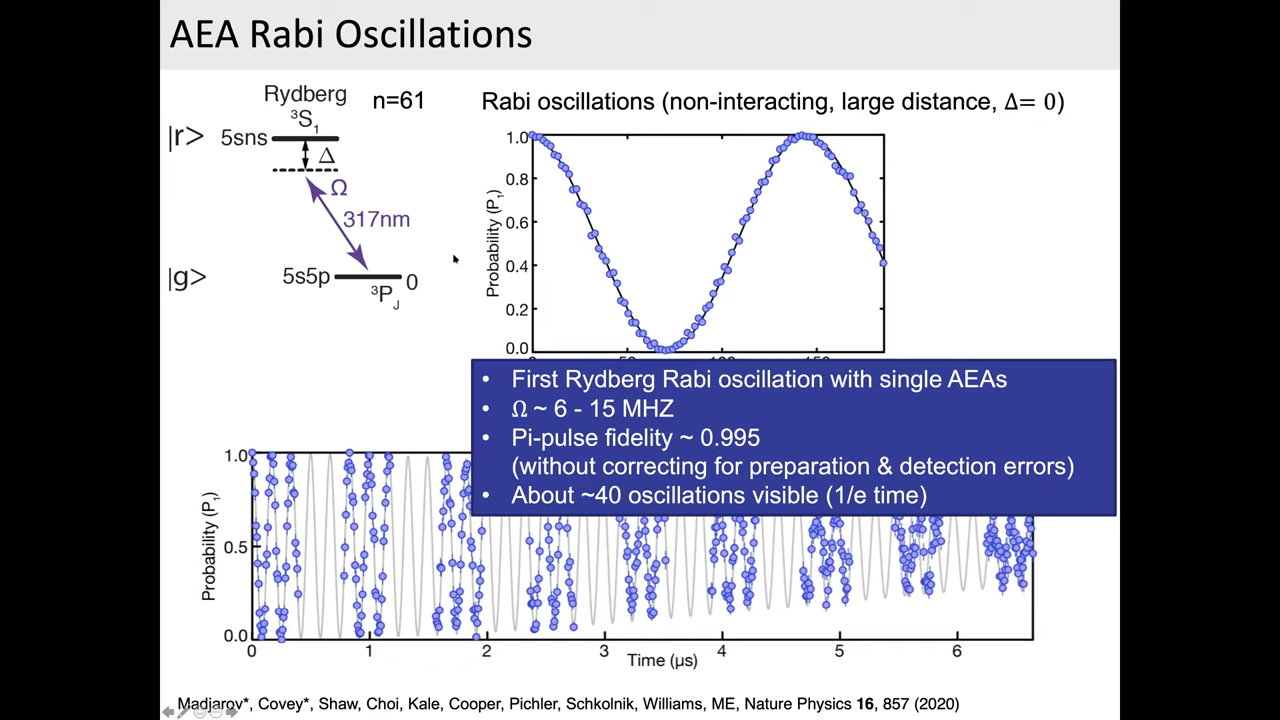 AEA Rabi Oscillations
Rydberg
n=61
³S₁
|r>
5sns
Δ
Ω
317nm
|g>
5s5p
0
³P_J
Rabi oscillations (non-interacting, large distance, Δ= 0)
Probability (P₁)
1.0
0.8
0.6
0.4
0.2
0.0
• First Rydberg Rabi oscillation with single AEAs
• Ω ~ 6 - 15 MHZ
• Pi-pulse fidelity ~ 0.995
(without correcting for preparation & detection errors)
• About ~40 oscillations visible (1/e time)
Probability (P₁)
1.0
0.5
0.0
0 1 2 3 4 5 6
Time (µs)
Madjarov*, Covey*, Shaw, Choi, Kale, Cooper, Pichler, Schkolnik, Williams, ME, Nature Physics 16, 857 (2020)